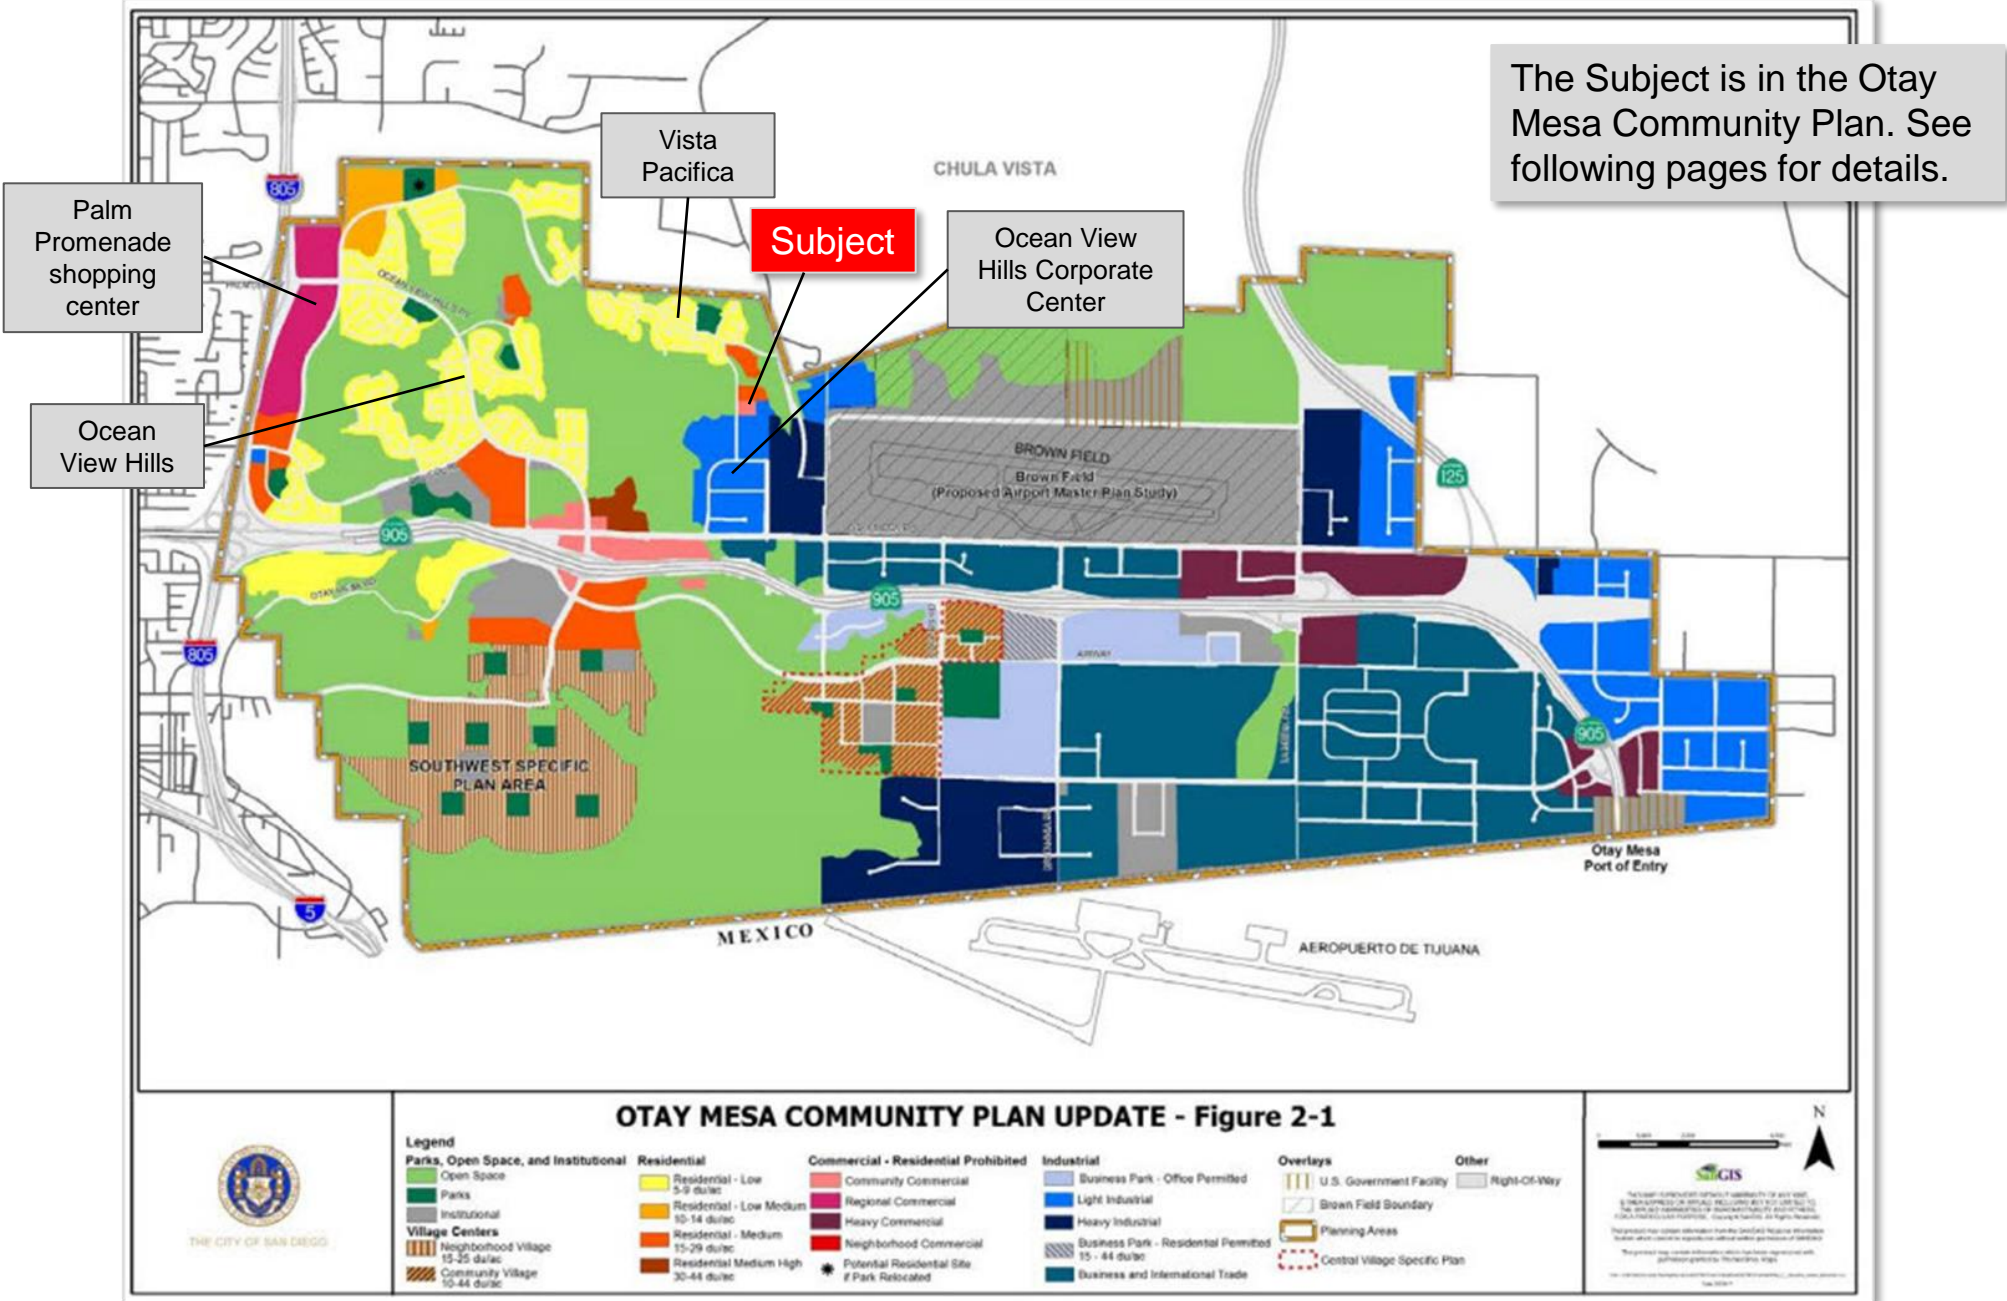 The Subject is in the Otay
Mesa Community Plan. See
following pages for details.
Vista
Pacifica
CHULA VISTA
805
Palm
Promenade
shopping
center
Subject
Ocean View
Hills Corporate
Center
OCEAN VIEW HILLS PY
Ocean
View Hills
BROWN FIELD
Brown Field
(Proposed Airport Master Plan Study)
125
905
905
805
905
SOUTHWEST SPECIFIC
PLAN AREA
Otay Mesa
Port of Entry
5
MEXICO
AEROPUERTO DE TIJUANA
OTAY MESA COMMUNITY PLAN UPDATE - Figure 2-1
THE CITY OF SAN DIEGO
Legend
Parks, Open Space, and Institutional
Open Space
Parks
Institutional
Village Centers
Neighborhood Village
15-25 du/ac
Community Village
10-44 du/ac
Residential
Residential - Low
5-9 du/ac
Residential - Low Medium
10-14 du/ac
Residential - Medium
15-29 du/ac
Residential Medium High
30-44 du/ac
Commercial - Residential Prohibited
Community Commercial
Regional Commercial
Heavy Commercial
Neighborhood Commercial
Potential Residential Site
if Park Relocated
Industrial
Business Park - Office Permitted
Light Industrial
Heavy Industrial
Business Park - Residential Permitted
15 - 44 du/ac
Business and International Trade
Overlays
U.S. Government Facility
Brown Field Boundary
Planning Areas
Central Village Specific Plan
Other
Right-Of-Way
N
SanGIS